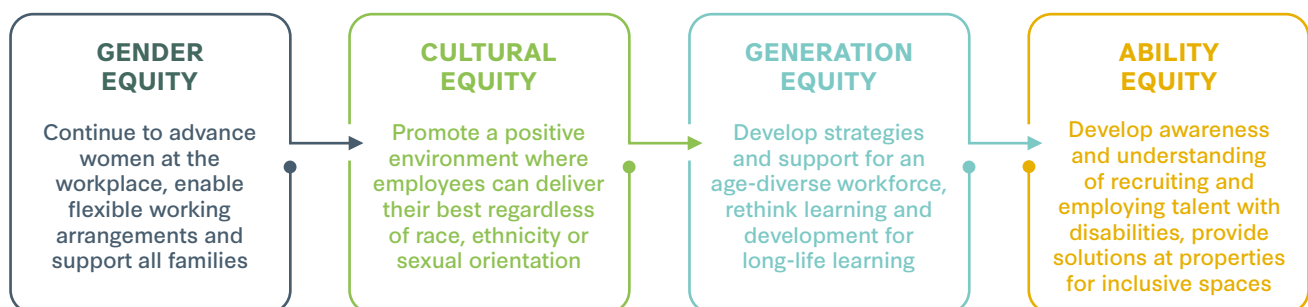 GENDER
EQUITY
Continue to advance
women at the
workplace, enable
flexible working
arrangements and
support all families
CULTURAL
EQUITY
Promote a positive
environment where
employees can deliver
their best regardless
of race, ethnicity or
sexual orientation
GENERATION
EQUITY
Develop strategies
and support for an
age-diverse workforce,
rethink learning and
development for
long-life learning
ABILITY
EQUITY
Develop awareness
and understanding
of recruiting and
employing talent with
disabilities, provide
solutions at properties
for inclusive spaces